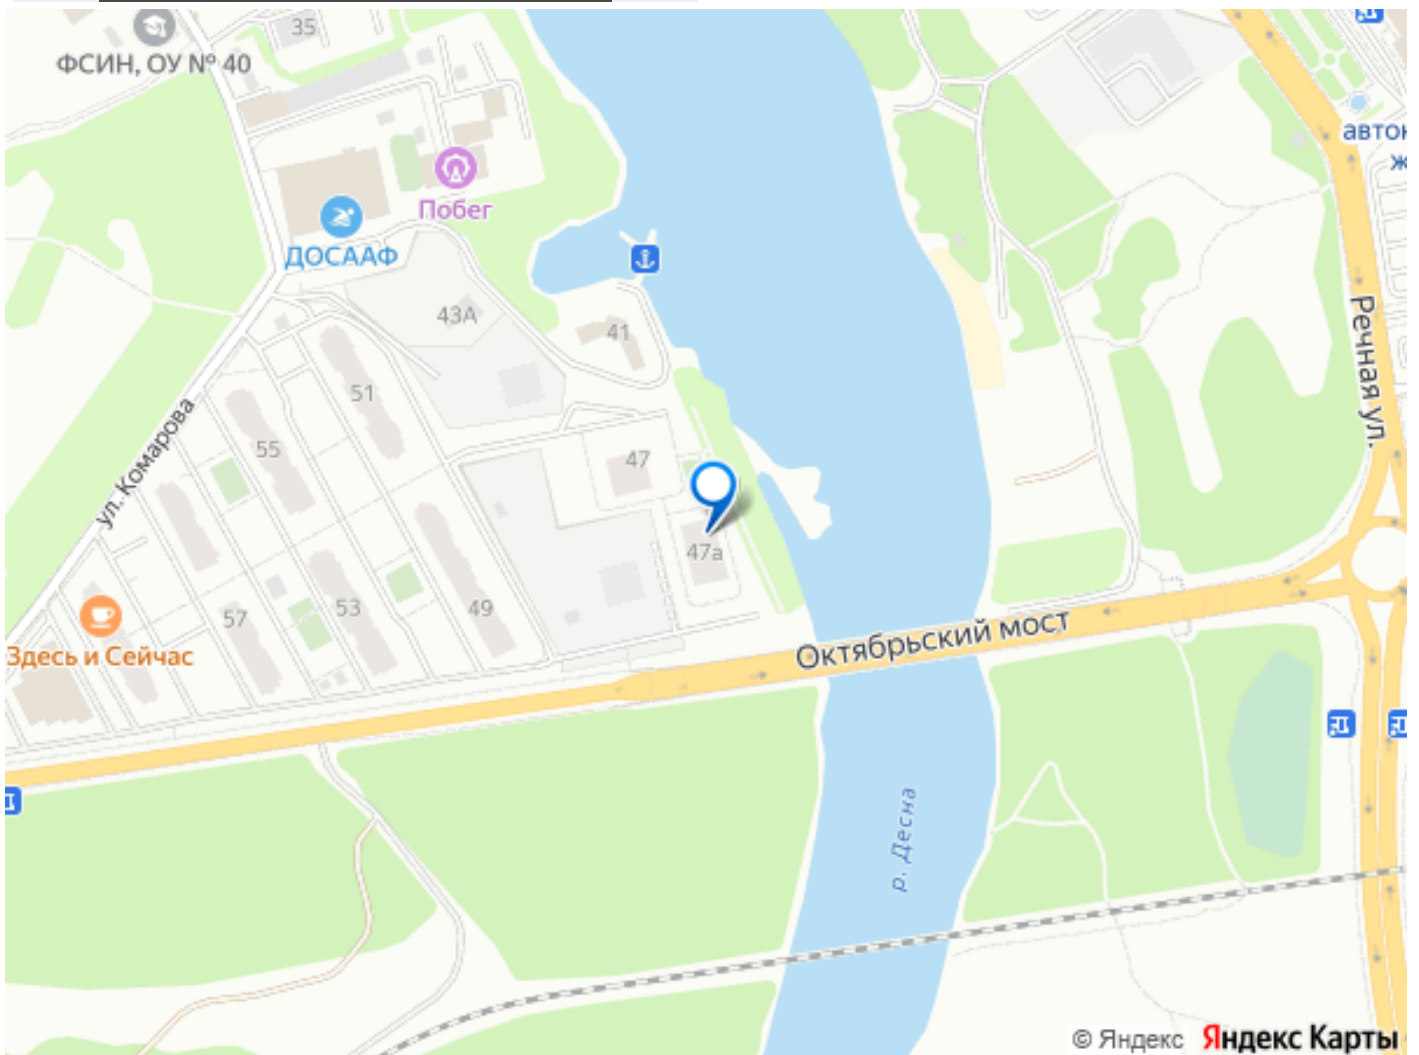 35
ФСИН, ОУ № 40
автон
ж
Побег
ДОСААФ
43А
41
Речная ул.
51
ул. Комарова
55
47
47а
53
49
57
Октябрьский мост
Здесь и Сейчас
р. Десна
© Яндекс Яндекс Карты